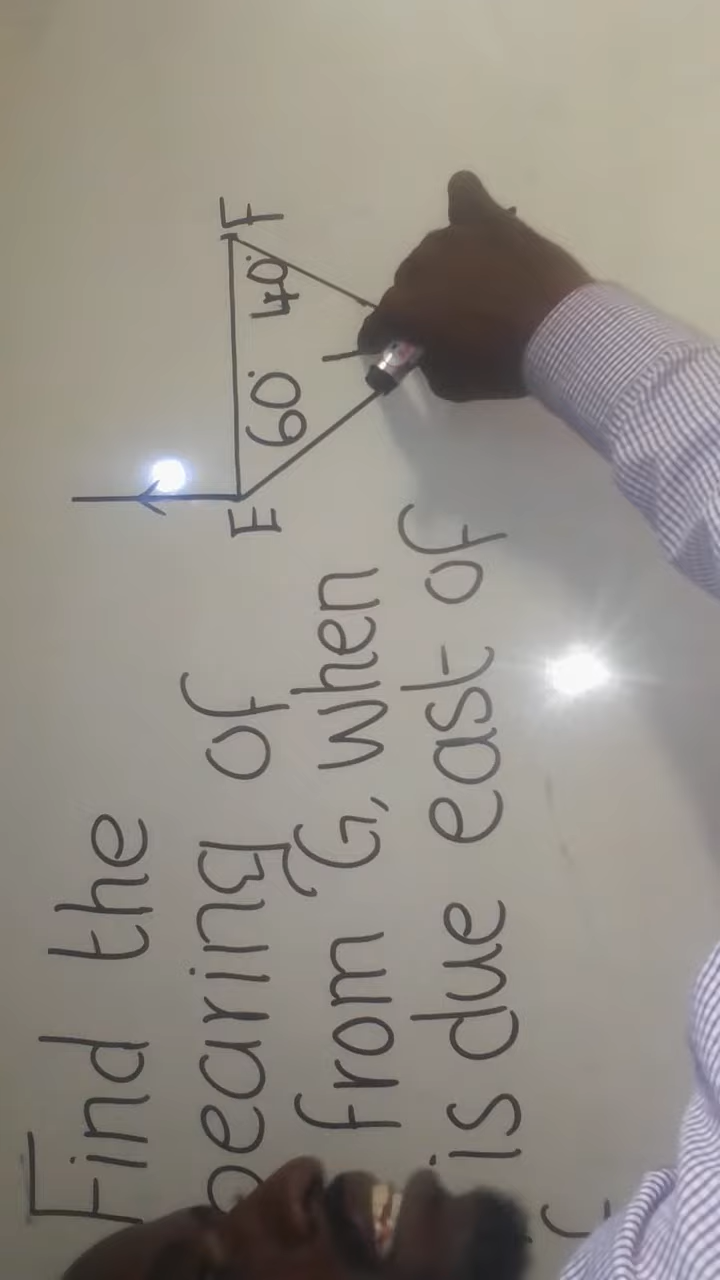 Find the
bearing of
from G, when
is due east of
E
F
60°
40°